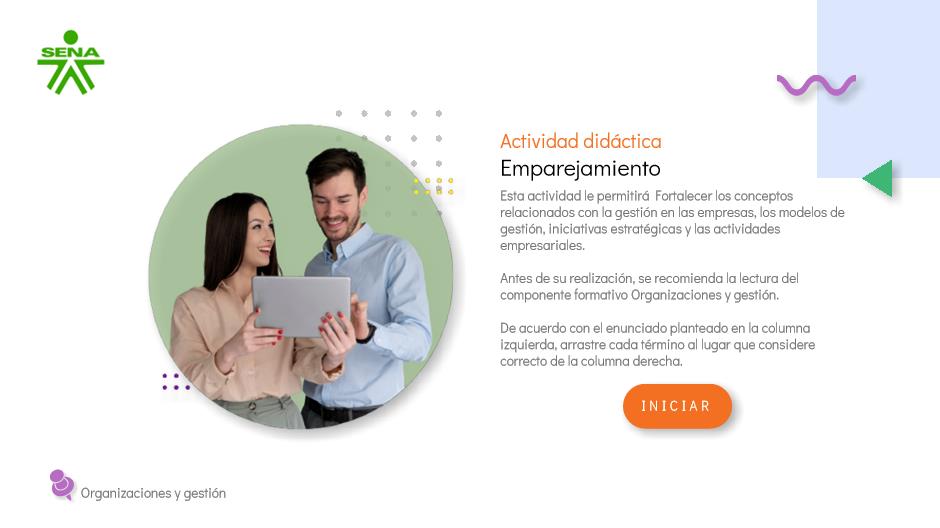 SENA
Actividad didáctica
Emparejamiento
Esta actividad le permitirá Fortalecer los conceptos
relacionados con la gestión en las empresas, los modelos de
gestión, iniciativas estratégicas y las actividades
empresariales.
Antes de su realización, se recomienda la lectura del
componente formativo Organizaciones y gestión.
De acuerdo con el enunciado planteado en la columna
izquierda, arrastre cada término al lugar que considere
correcto de la columna derecha.
INICIAR
Organizaciones y gestión